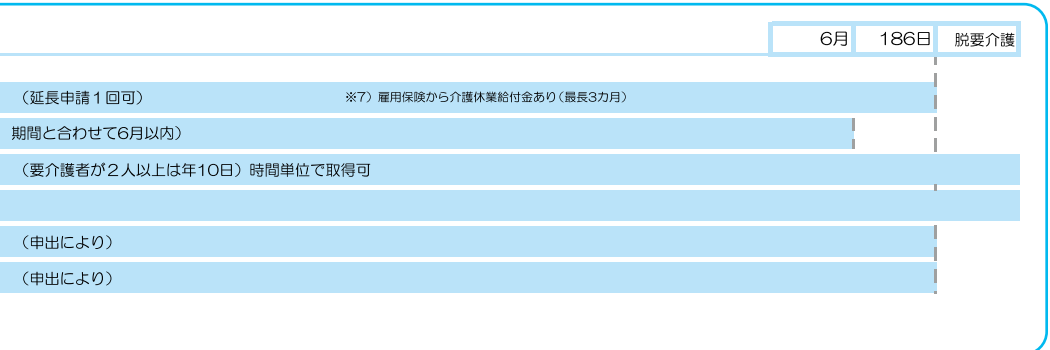 6月 186日 脱要介護
（延長申請１回可） ※7）雇用保険から介護休業給付金あり（最長3カ月）
期間と合わせて6月以内）
（要介護者が２人以上は年10日）時間単位で取得可
（申出により）
（申出により）